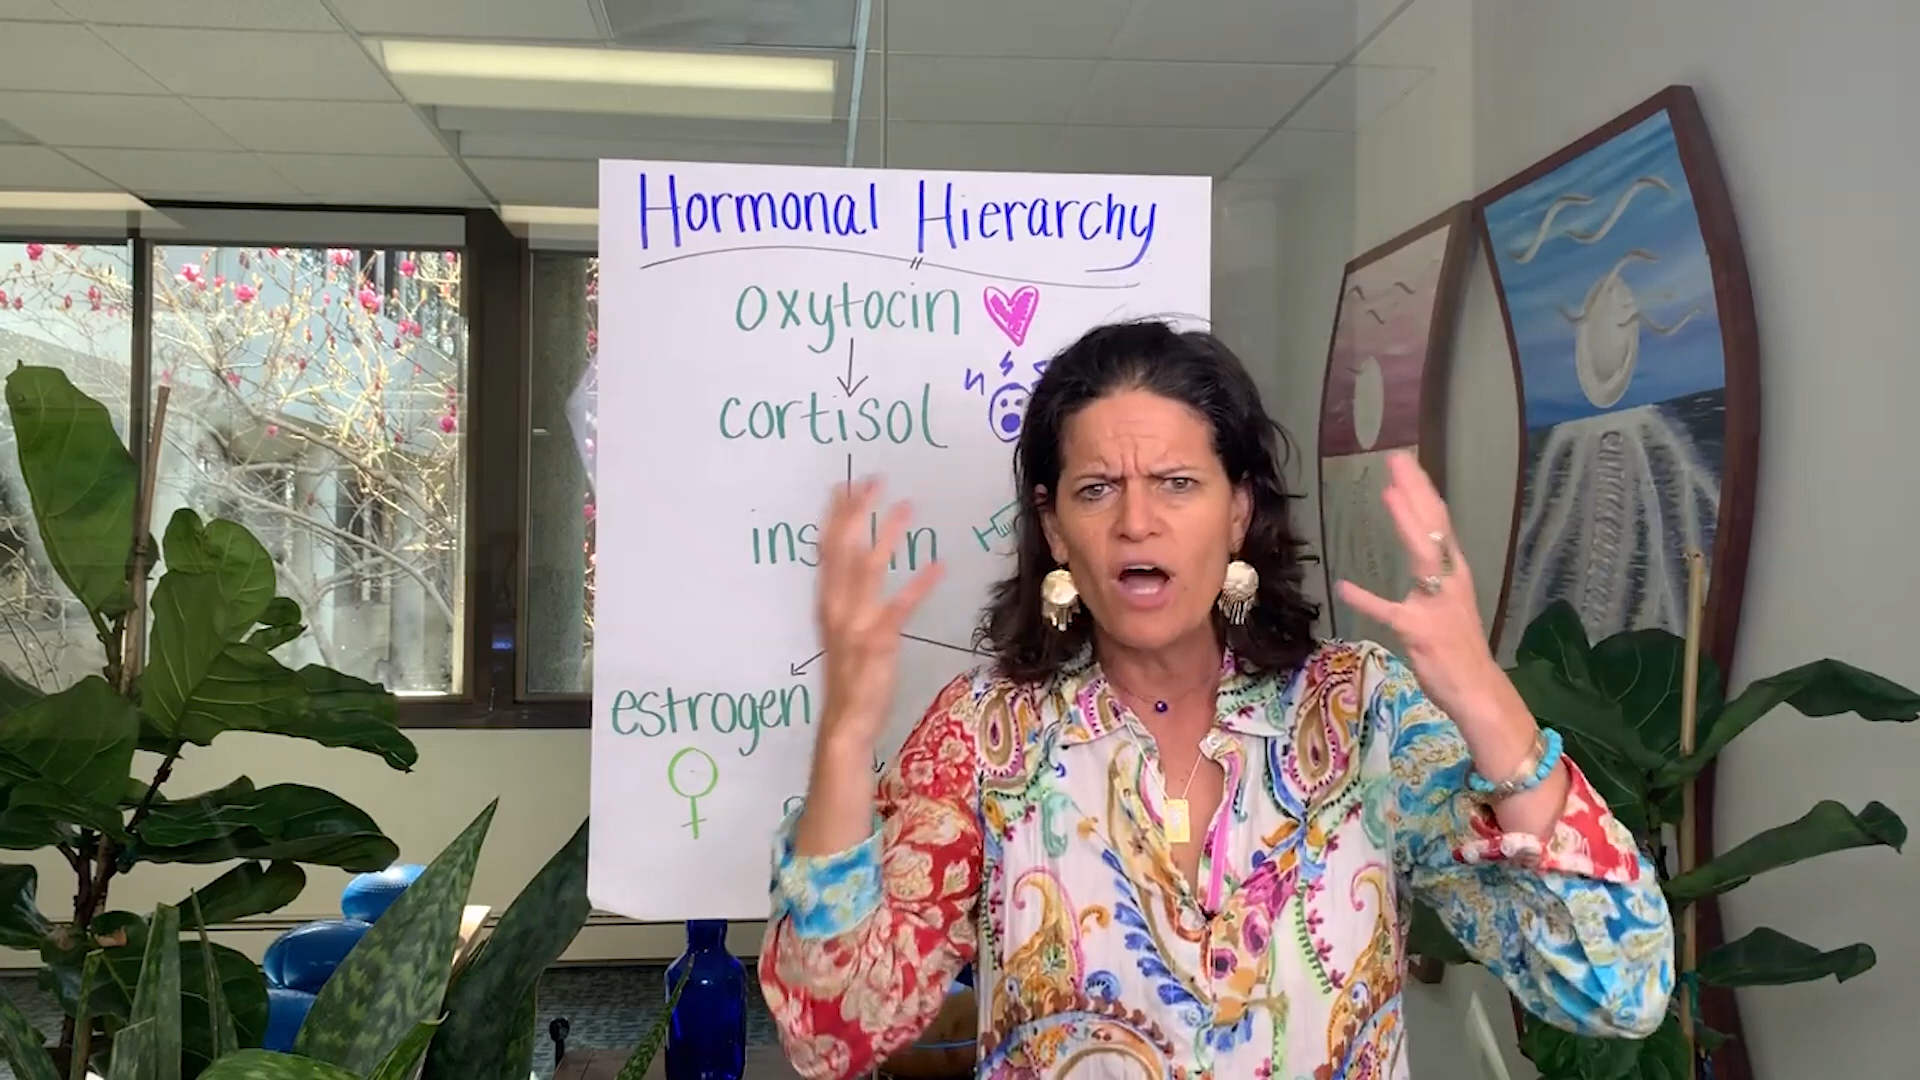 Hormonal Hierarchy
oxytocin
cortisol
estrogen